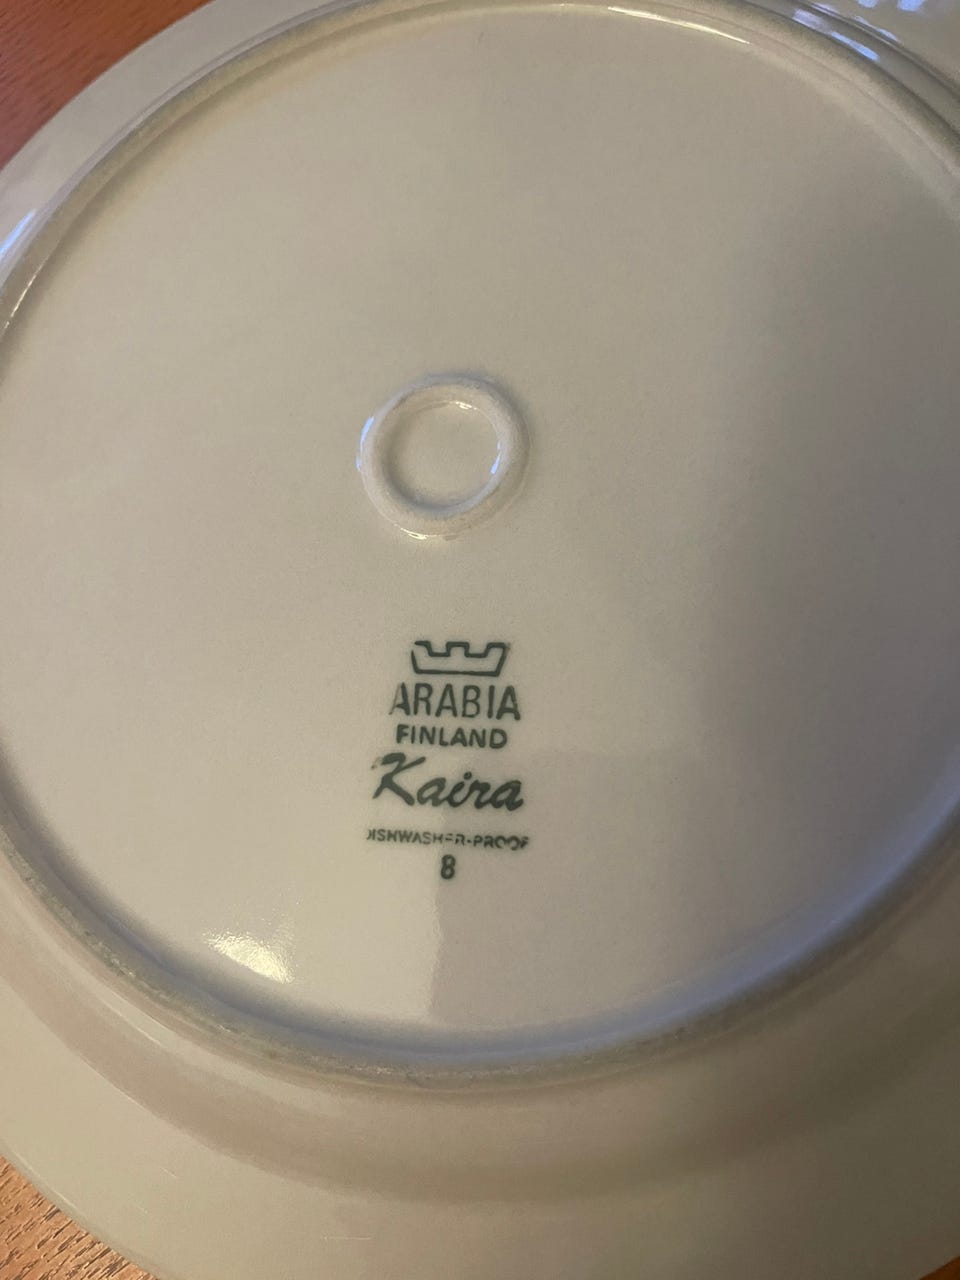 ARABIA
FINLAND
Kaira
DISHWASHER-PROOF
8